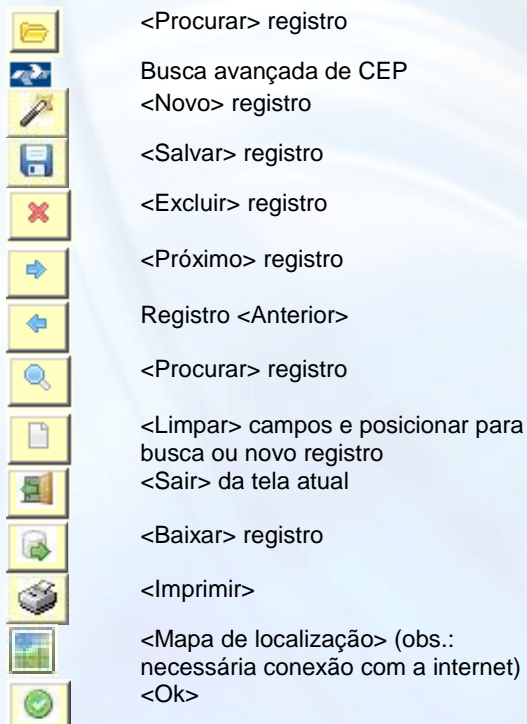 <Procurar> registro
Busca avançada de CEP
<Novo> registro
<Salvar> registro
<Excluir> registro
<Próximo> registro
Registro <Anterior>
<Procurar> registro
<Limpar> campos e posicionar para
busca ou novo registro
<Sair> da tela atual
<Baixar> registro
<Imprimir>
<Mapa de localização> (obs.:
necessária conexão com a internet)
<Ok>